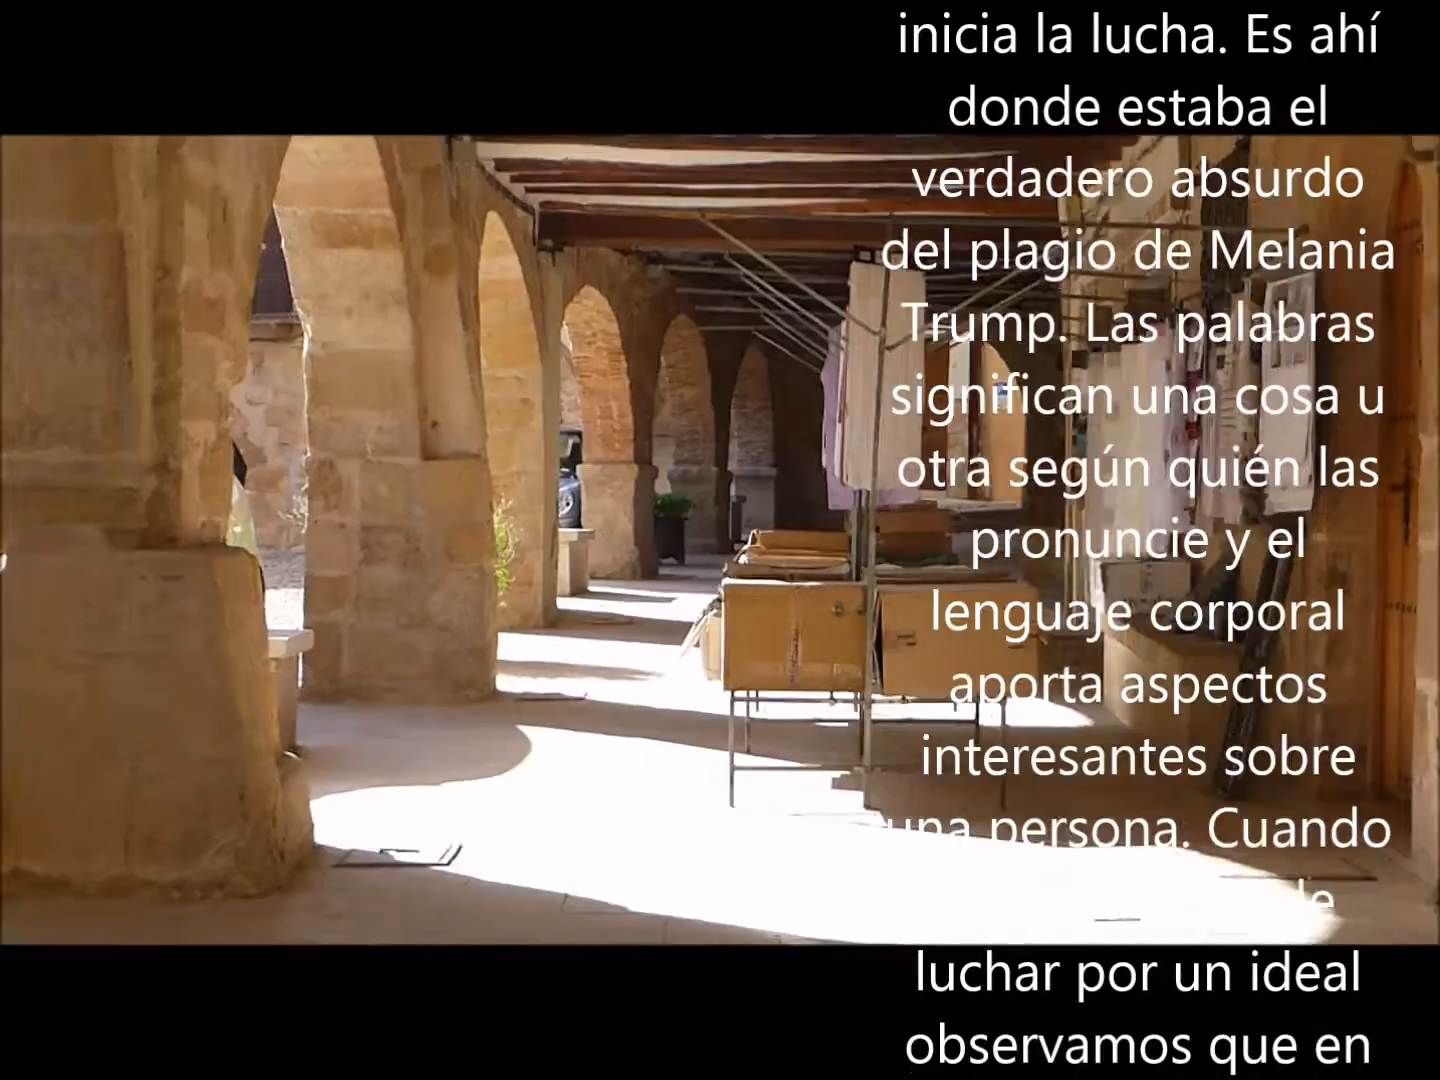 inicia la lucha. Es ahí
donde estaba el
verdadero absurdo
del plagio de Melania
Trump. Las palabras
significan una cosa u
otra según quién las
pronuncie y el
lenguaje corporal
aporta aspectos
interesantes sobre
una persona. Cuando
luchar por un ideal
observamos que en